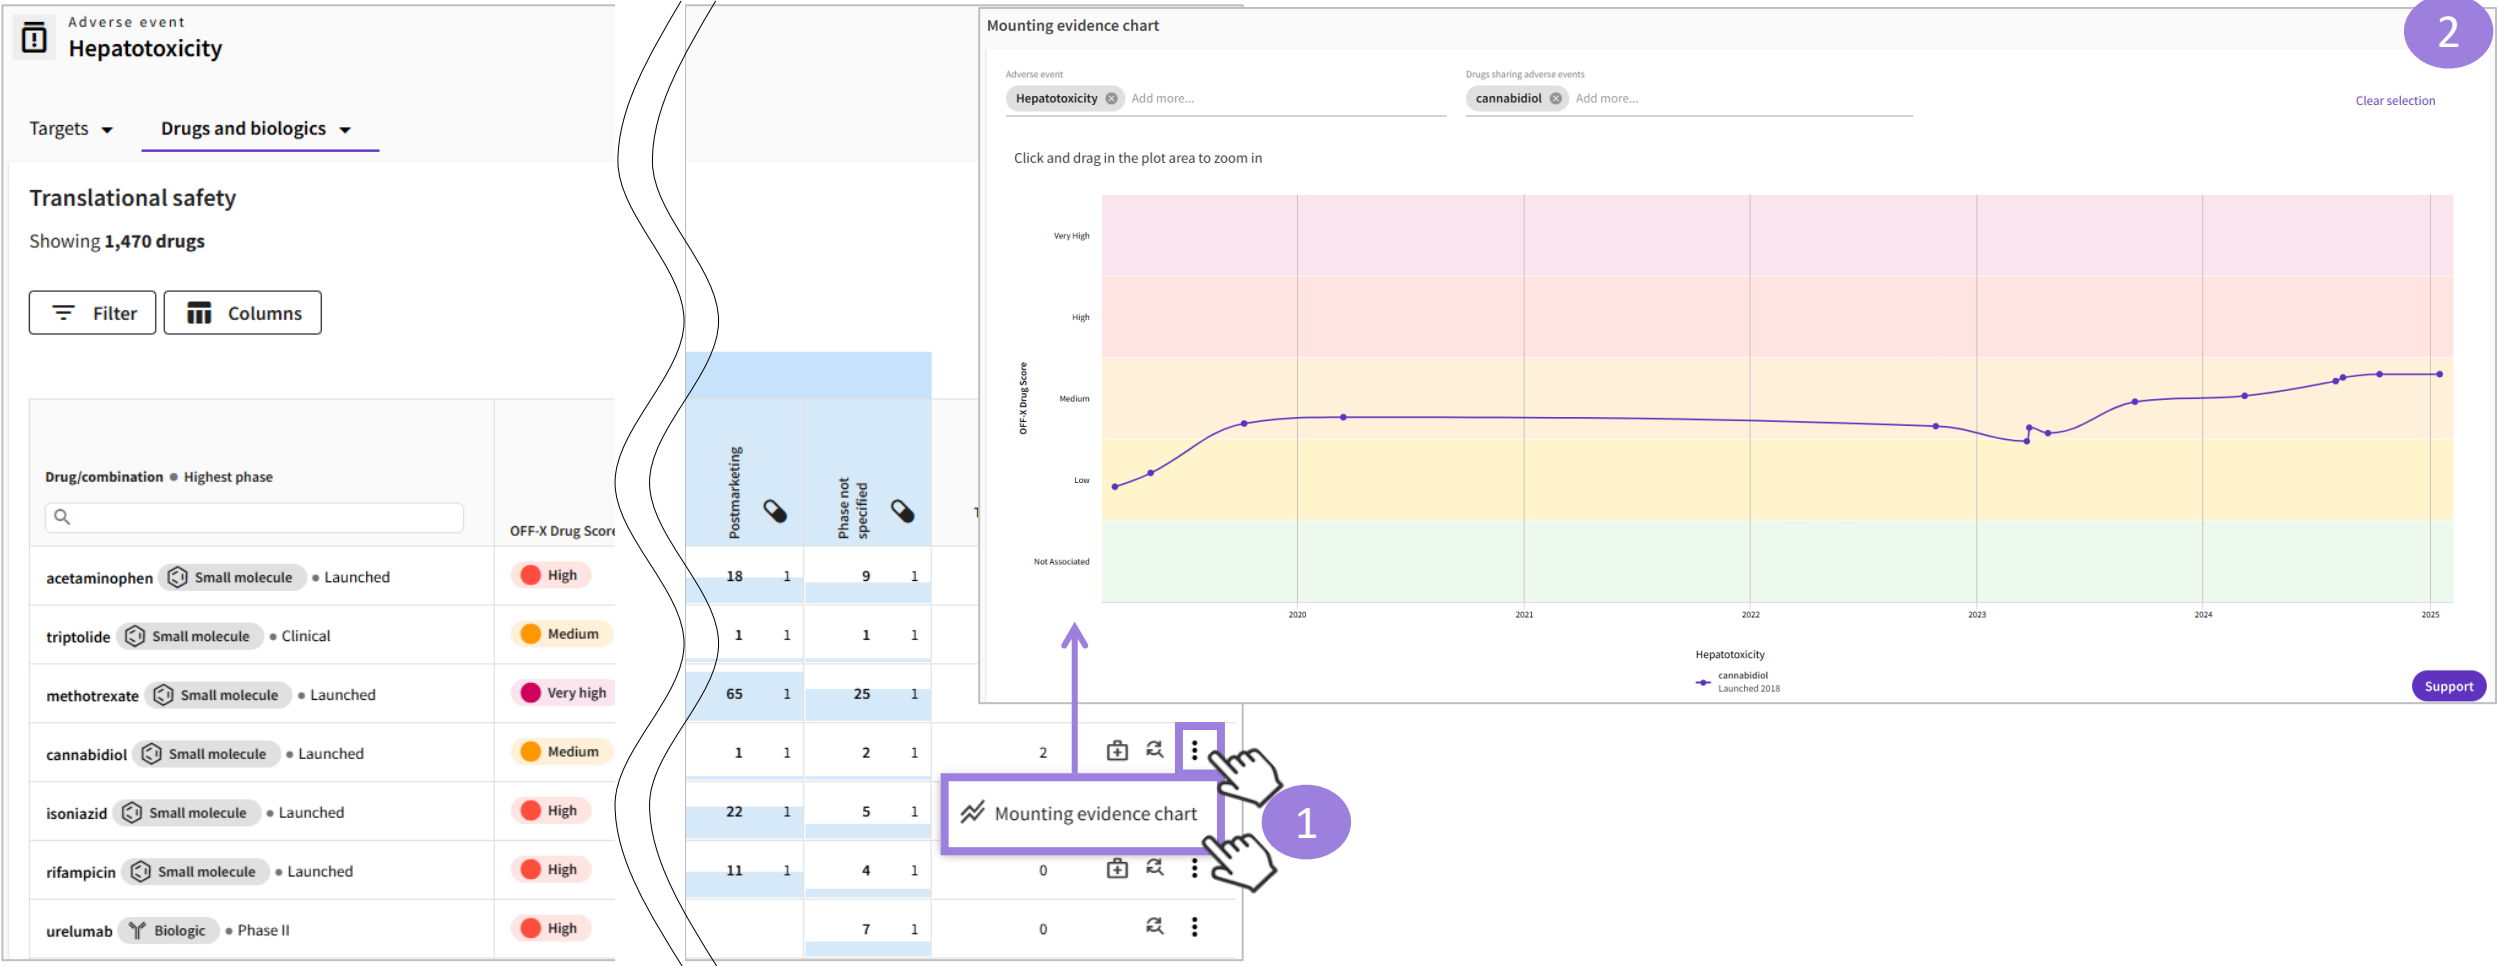 Adverse event
Hepatotoxicity
Targets
Drugs and biologics
Translational safety
Showing 1,470 drugs
Filter
Columns
Drug/combination • Highest phase
OFF-X Drug Score
Postmarketing
Phase not
specified
acetaminophen Small molecule • Launched High 18 1 9 1
triptolide Small molecule • Clinical Medium 1 1 1 1
methotrexate Small molecule • Launched Very high 65 1 25 1
cannabidiol Small molecule • Launched Medium 1 1 2 1 2
isoniazid Small molecule • Launched High 22 1 5 1
rifampicin Small molecule • Launched High 11 1 4 1 0
urelumab Biologic • Phase II High 7 1 0
Mounting evidence chart
1
Mounting evidence chart
2
Adverse event
Hepatotoxicity Add more...
Drugs sharing adverse events
cannabidiol Add more...
Clear selection
Click and drag in the plot area to zoom in
OFF-X Drug Score
Very High
High
Medium
Low
Not Associated
2020 2021 2022 2023 2024 2025
Hepatotoxicity
cannabidiol
Launched 2018
Support